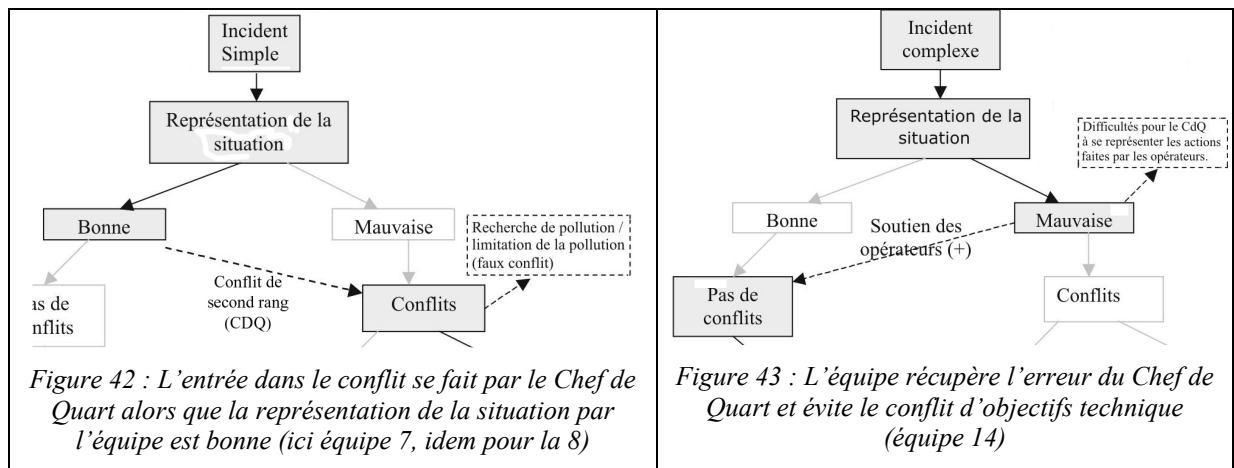 Incident
Simple
Représentation de la
situation
Bonne
Mauvaise
Recherche de pollution /
limitation de la pollution
(faux conflit)
Conflit de
second rang
(CDQ)
as de
nflits
Conflits
Figure 42 : L'entrée dans le conflit se fait par le Chef de
Quart alors que la représentation de la situation par
l'équipe est bonne (ici équipe 7, idem pour la 8)
Incident
complexe
Représentation de la
situation
Difficultés pour le CdQ
à se représenter les actions
faites par les opérateurs.
Bonne
Mauvaise
Soutien des
opérateurs (+)
Pas de
conflits
Conflits
Figure 43 : L'équipe récupère l'erreur du Chef de
Quart et évite le conflit d'objectifs technique
(équipe 14)